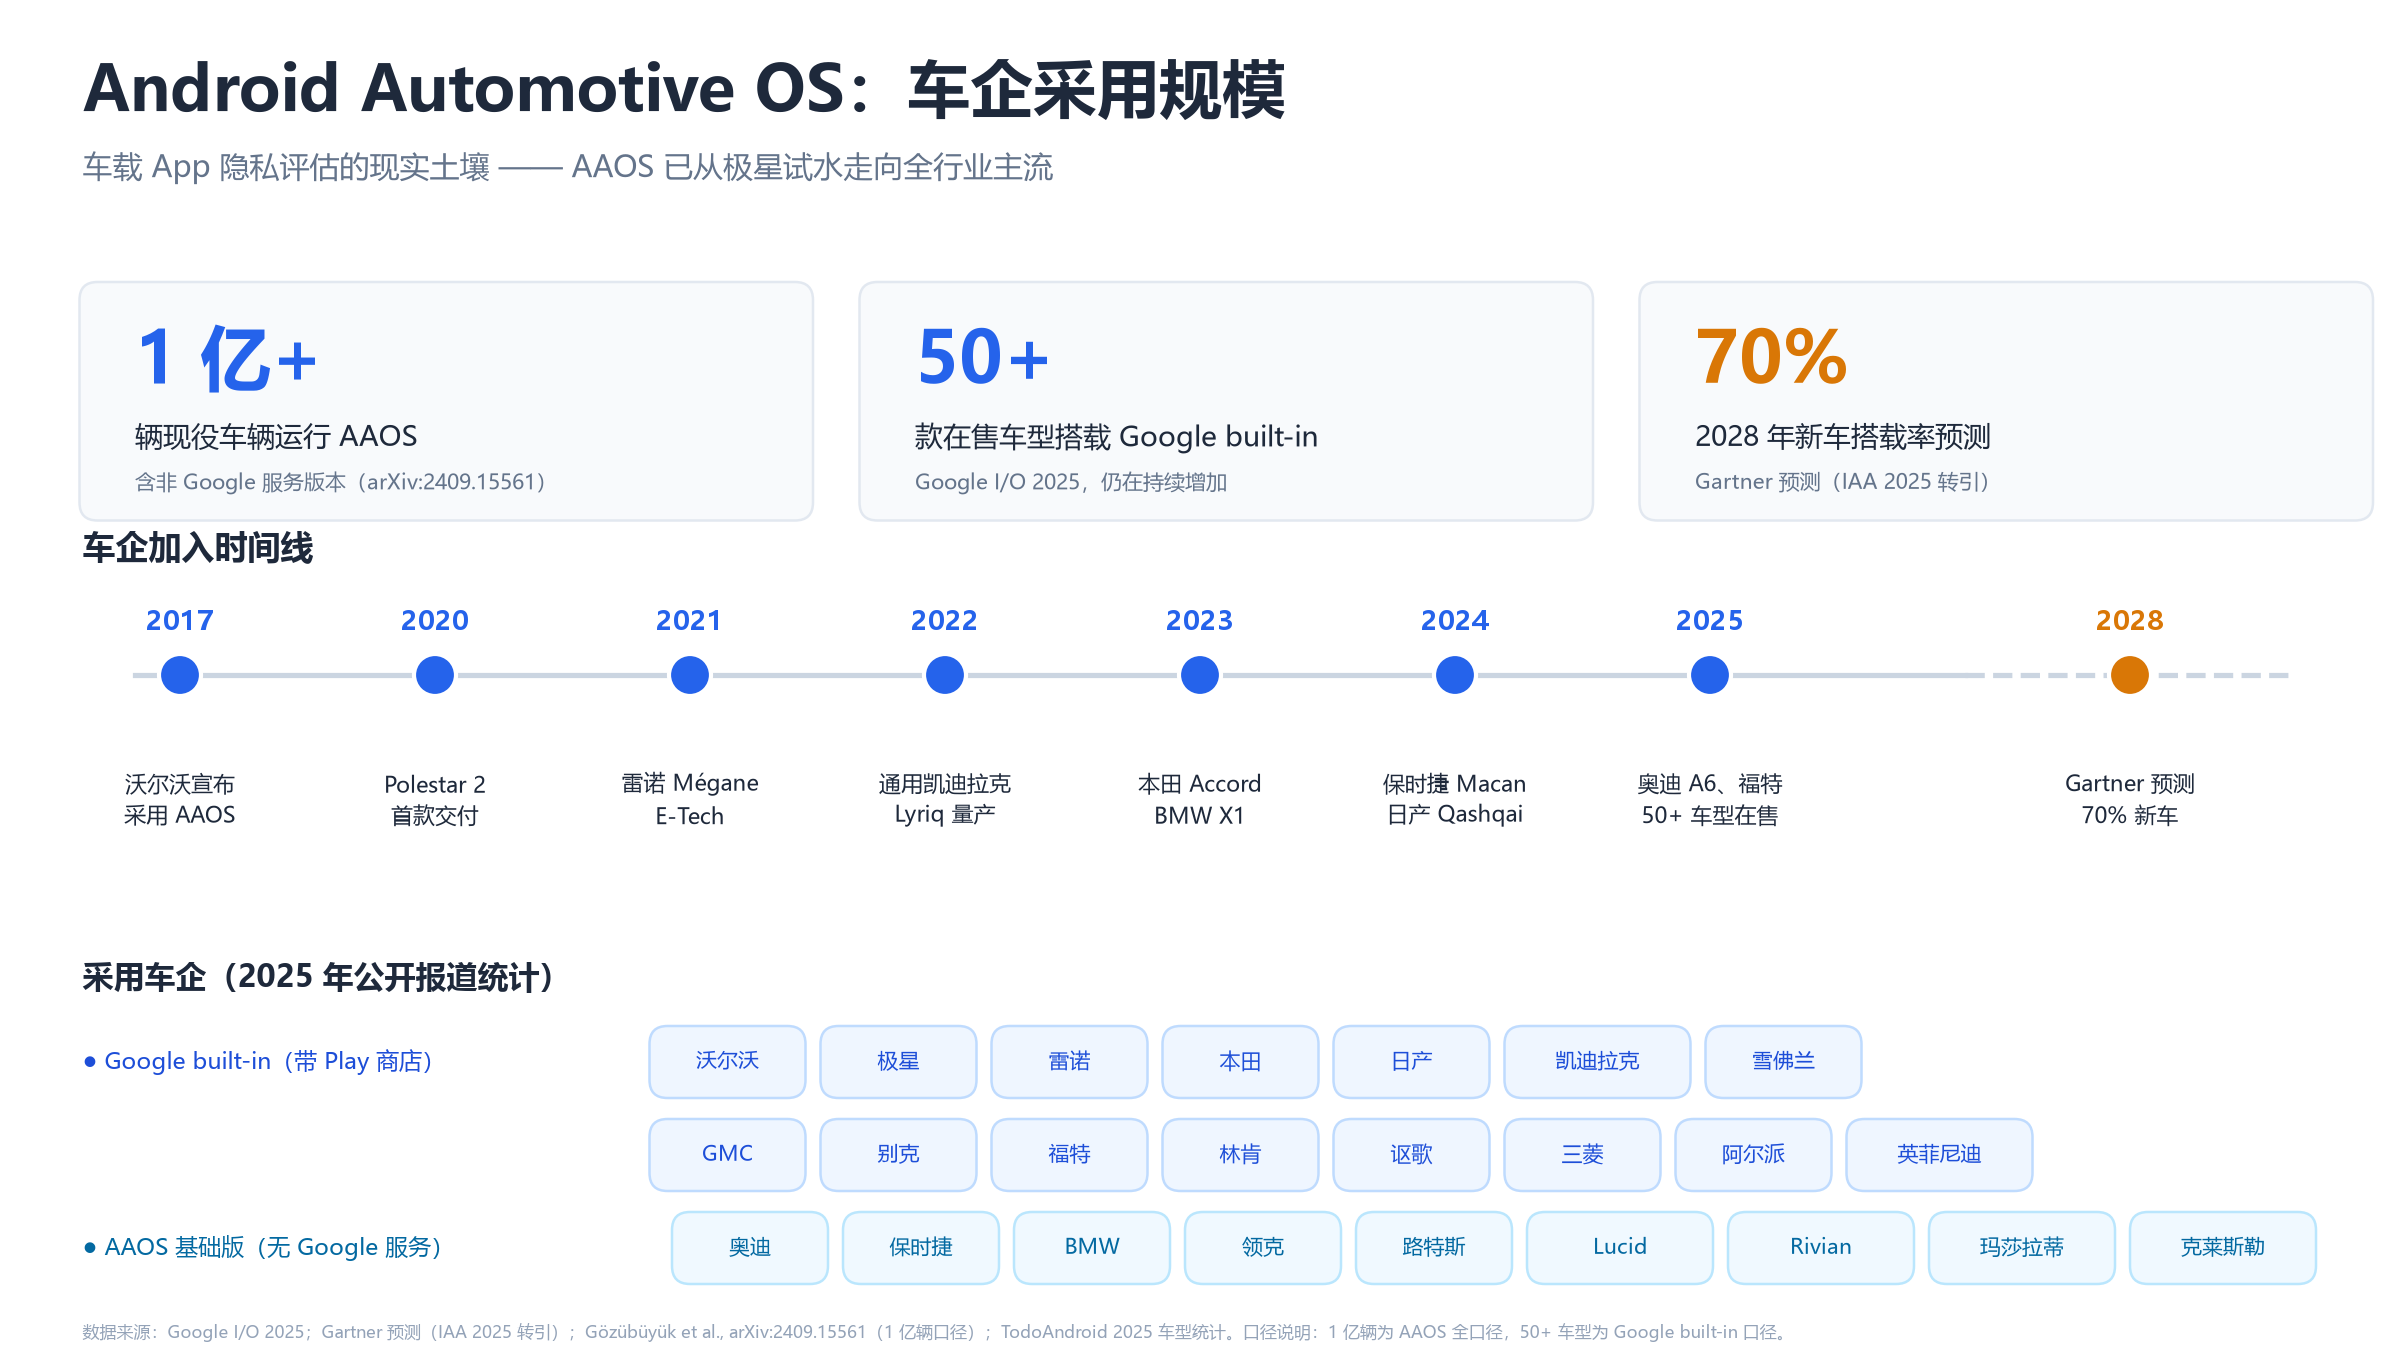 Android Automotive OS：车企采用规模
车载 App 隐私评估的现实土壤 —— AAOS 已从极星试水走向全行业主流
1 亿+
辆现役车辆运行 AAOS
含非 Google 服务版本（arXiv:2409.15561）
50+
款在售车型搭载 Google built-in
Google I/O 2025，仍在持续增加
70%
2028 年新车搭载率预测
Gartner 预测（IAA 2025 转引）
车企加入时间线
2017
2020
2021
2022
2023
2024
2025
2028
沃尔沃宣布
采用 AAOS
Polestar 2
首款交付
雷诺 Mégane
E-Tech
通用凯迪拉克
Lyriq 量产
本田 Accord
BMW X1
保时捷 Macan
日产 Qashqai
奥迪 A6、福特
50+ 车型在售
Gartner 预测
70% 新车
采用车企（2025 年公开报道统计）
● Google built-in（带 Play 商店）
沃尔沃
极星
雷诺
本田
日产
凯迪拉克
雪佛兰
GMC
别克
福特
林肯
讴歌
三菱
阿尔派
英菲尼迪
● AAOS 基础版（无 Google 服务）
奥迪
保时捷
BMW
领克
路特斯
Lucid
Rivian
玛莎拉蒂
克莱斯勒
数据来源：Google I/O 2025；Gartner 预测（IAA 2025 转引）；Gözübüyük et al., arXiv:2409.15561（1 亿辆口径）；TodoAndroid 2025 车型统计。口径说明：1 亿辆为 AAOS 全口径，50+ 车型为 Google built-in 口径。